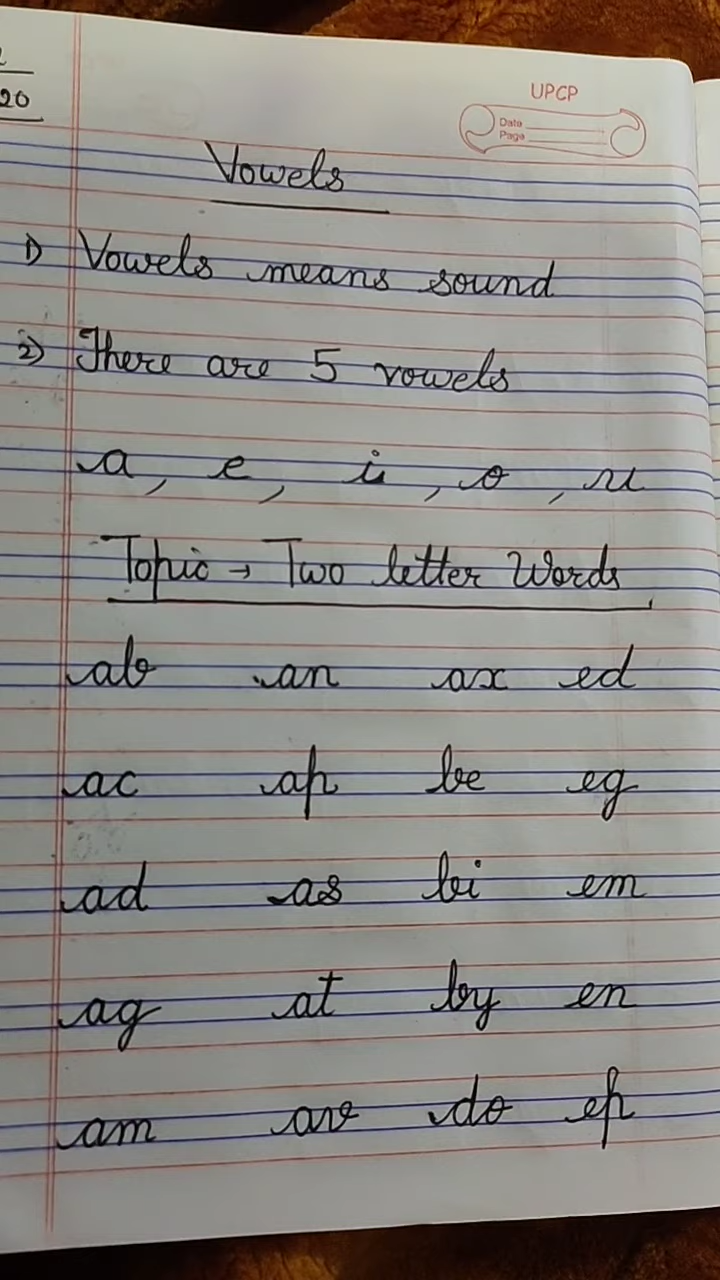 20
UPCP
Date
Page
Vowels
1) Vowels means sound
2) There are 5 vowels
a, e, i, o, u
Topic → Two letter Words
ab an ax ed
ac ap be eg
ad as bi em
ag at by en
am av do ep